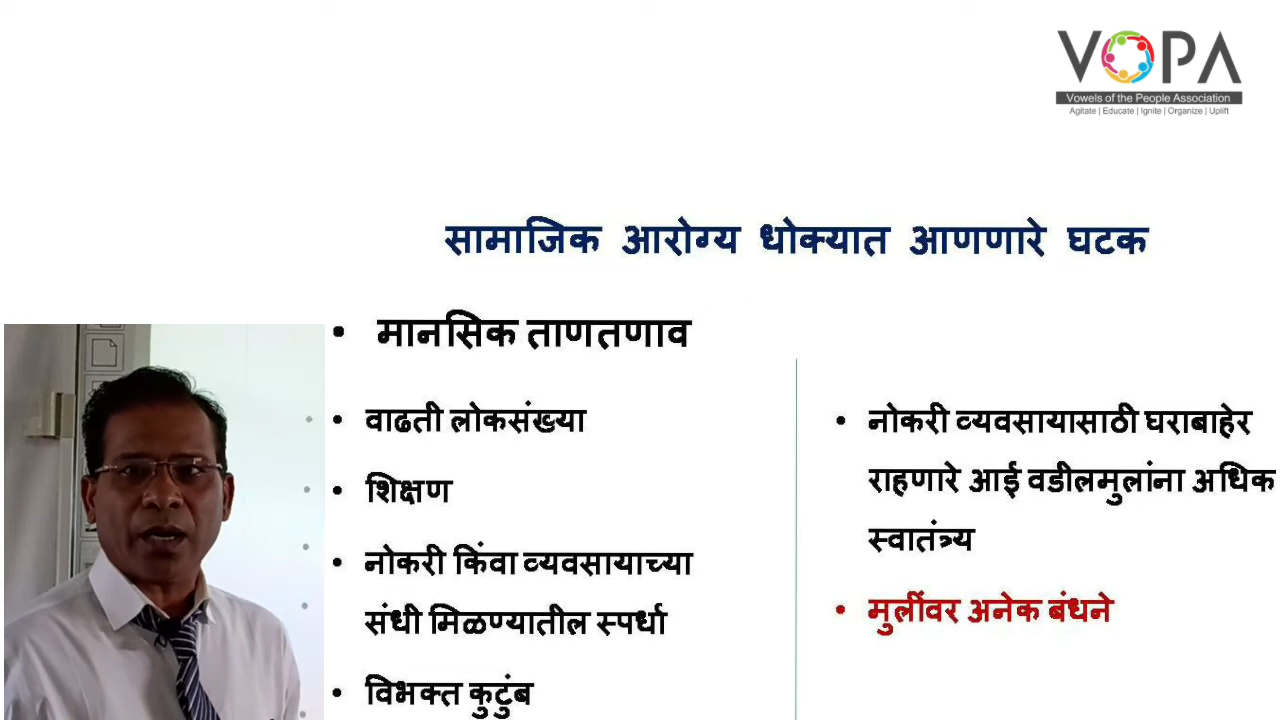 VOPA
Vowels of the People Association
Agitate | Educate | Ignite | Organize | Uplift
सामाजिक आरोग्य धोक्यात आणणारे घटक
• मानसिक ताणतणाव
• वाढती लोकसंख्या
• शिक्षण
• नोकरी किंवा व्यवसायाच्या
संधी मिळण्यातील स्पर्धा
• विभक्त कुटुंब
• नोकरी व्यवसायासाठी घराबाहेर
राहणारे आई वडीलमुलांना अधिक
स्वातंत्र्य
• मुलींवर अनेक बंधने